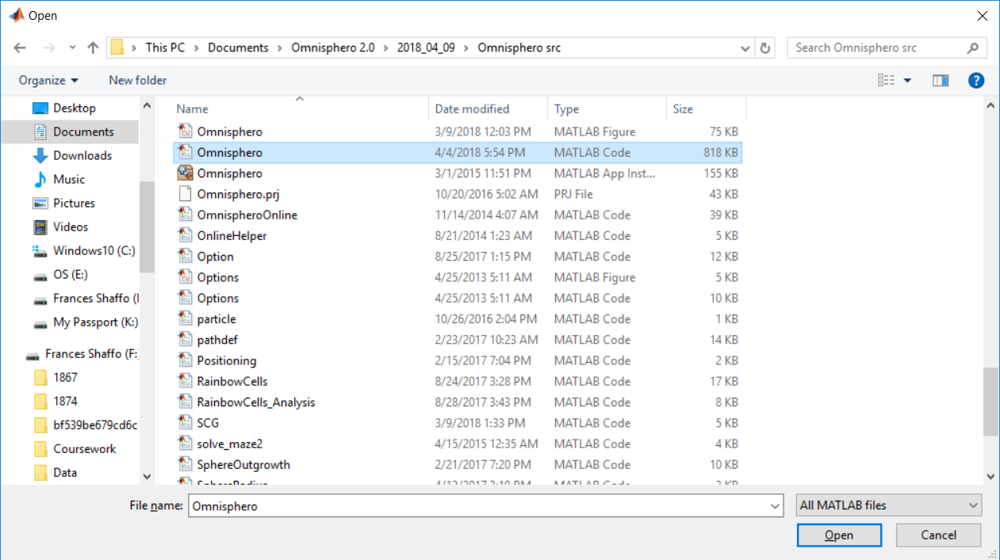 Open
This PC > Documents > Omnisphero 2.0 > 2018_04_09 > Omnisphero src
Search Omnisphero src
Organize New folder
Desktop
Documents
Downloads
Music
Pictures
Videos
Windows10 (C:)
OS (E:)
Frances Shaffo (
My Passport (K:)
Frances Shaffo (F:
1867
1874
bf539be679cd6c
Coursework
Data
Name Date modified Type Size
Omnisphero 3/9/2018 12:03 PM MATLAB Figure 75 KB
Omnisphero 4/4/2018 5:54 PM MATLAB Code 818 KB
Omnisphero 3/1/2015 11:51 PM MATLAB App Inst... 155 KB
Omnisphero.prj 10/20/2016 5:02 AM PRJ File 43 KB
OmnispheroOnline 11/14/2014 4:07 AM MATLAB Code 39 KB
OnlineHelper 8/21/2014 1:23 AM MATLAB Code 5 KB
Option 8/25/2017 1:15 PM MATLAB Code 12 KB
Options 4/25/2013 5:11 AM MATLAB Figure 5 KB
Options 4/25/2013 5:11 AM MATLAB Code 10 KB
particle 10/26/2016 2:04 PM MATLAB Code 1 KB
pathdef 2/23/2017 10:23 AM MATLAB Code 14 KB
Positioning 2/15/2017 7:04 PM MATLAB Code 2 KB
RainbowCells 8/24/2017 3:28 PM MATLAB Code 17 KB
RainbowCells_Analysis 8/28/2017 3:43 PM MATLAB Code 8 KB
SCG 3/9/2018 1:33 PM MATLAB Code 5 KB
solve_maze2 4/15/2015 12:35 AM MATLAB Code 4 KB
SphereOutgrowth 2/21/2017 7:20 PM MATLAB Code 10 KB
File name: Omnisphero All MATLAB files
Open Cancel